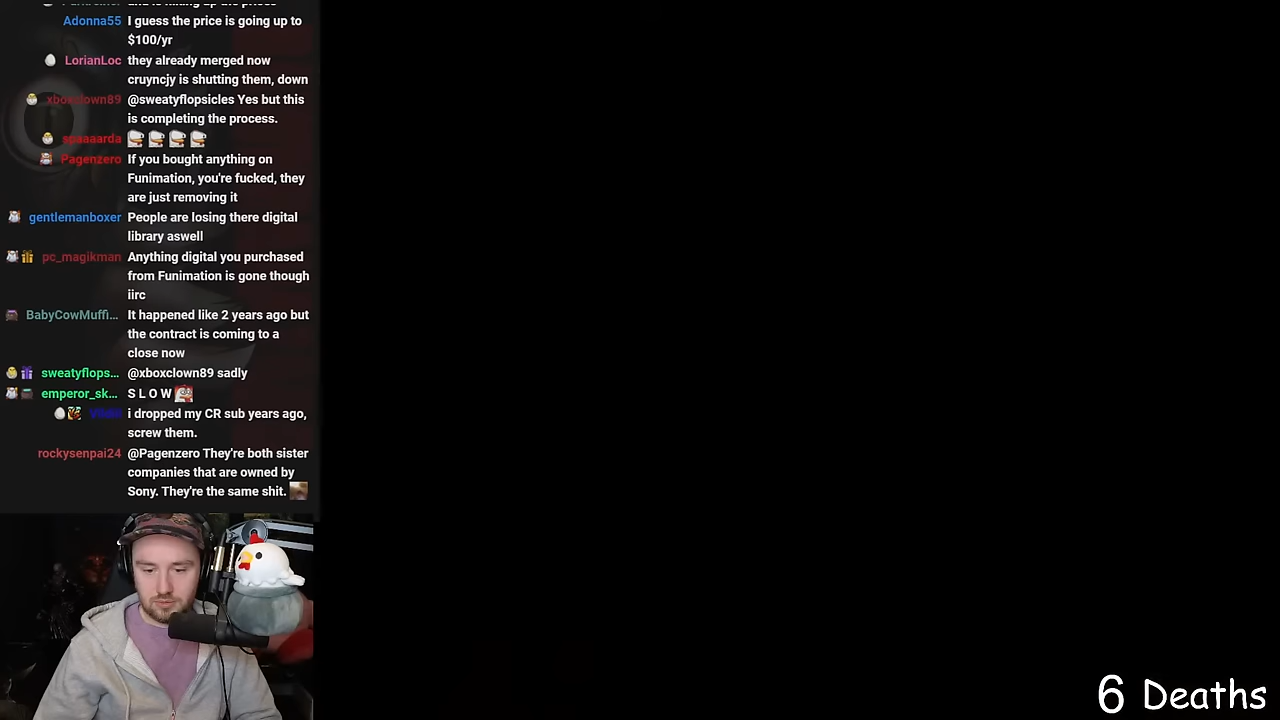 Adonna55 I guess the price is going up to
$100/yr
LorianLoc they already merged now
cruyncjy is shutting them, down
xboxclown89 @sweatyflopsicles Yes but this
is completing the process.
spaaaarda
Pagenzero If you bought anything on
Funimation, you're fucked, they
are just removing it
gentlemanboxer People are losing there digital
library aswell
pc_magikman Anything digital you purchased
from Funimation is gone though
iirc
BabyCowMuffi... It happened like 2 years ago but
the contract is coming to a
close now
sweatyflops... @xboxclown89 sadly
emperor_sk... S L O W
i dropped my CR sub years ago,
screw them.
rockysenpai24 @Pagenzero They're both sister
companies that are owned by
Sony. They're the same shit.
6 Deaths